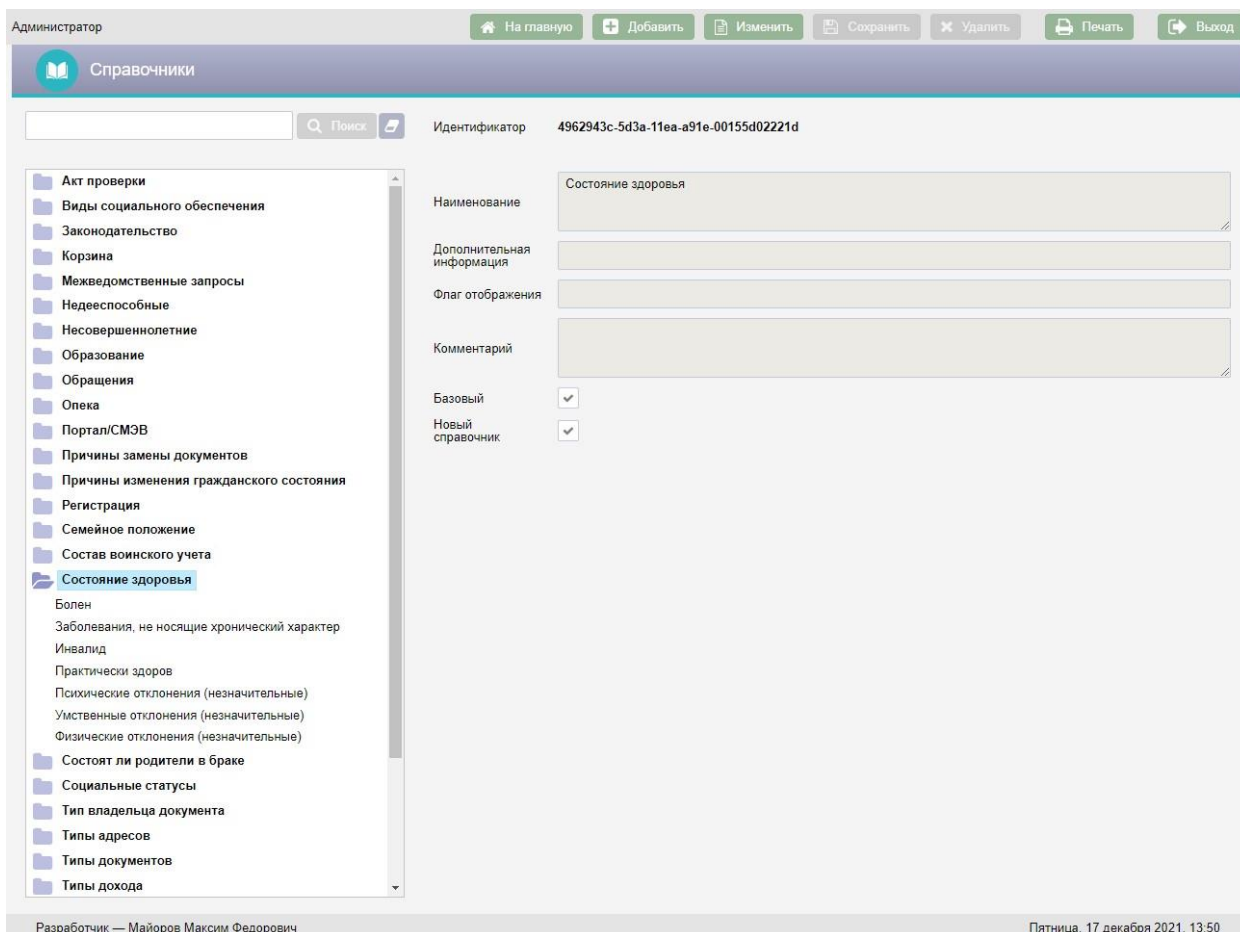 Администратор
На главную
Добавить
Изменить
Сохранить
Удалить
Печать
Выход
Справочники
Поиск
Идентификатор 4962943c-5d3a-11ea-a91e-00155d02221d
Акт проверки
Виды социального обеспечения
Законодательство
Корзина
Межведомственные запросы
Недееспособные
Несовершеннолетние
Образование
Обращения
Опека
Портал/СМЭВ
Причины замены документов
Причины изменения гражданского состояния
Регистрация
Семейное положение
Состав воинского учета
Состояние здоровья
Болен
Заболевания, не носящие хронический характер
Инвалид
Практически здоров
Психические отклонения (незначительные)
Умственные отклонения (незначительные)
Физические отклонения (незначительные)
Состоят ли родители в браке
Социальные статусы
Тип владельца документа
Типы адресов
Типы документов
Типы дохода
Наименование
Состояние здоровья
Дополнительная
информация
Флаг отображения
Комментарий
Базовый
Новый
справочник
Разработчик — Майоров Максим Федорович
Пятница, 17 декабря 2021, 13:50